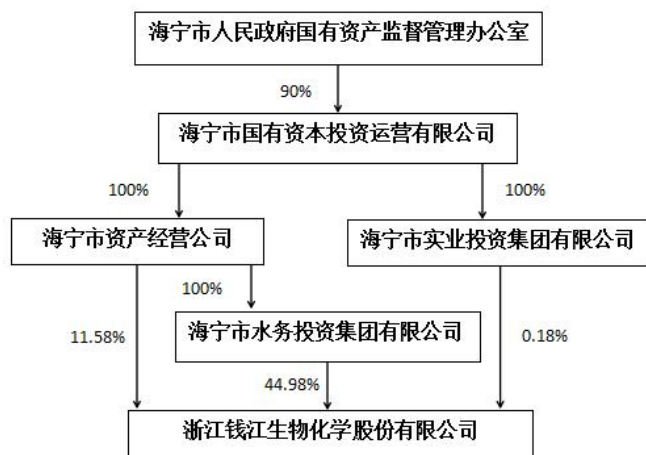 海宁市人民政府国有资产监督管理办公室
90%
海宁市国有资本投资运营有限公司
100%
100%
海宁市资产经营公司
海宁市实业投资集团有限公司
100%
11.58%
海宁市水务投资集团有限公司
0.18%
44.98%
浙江钱江生物化学股份有限公司